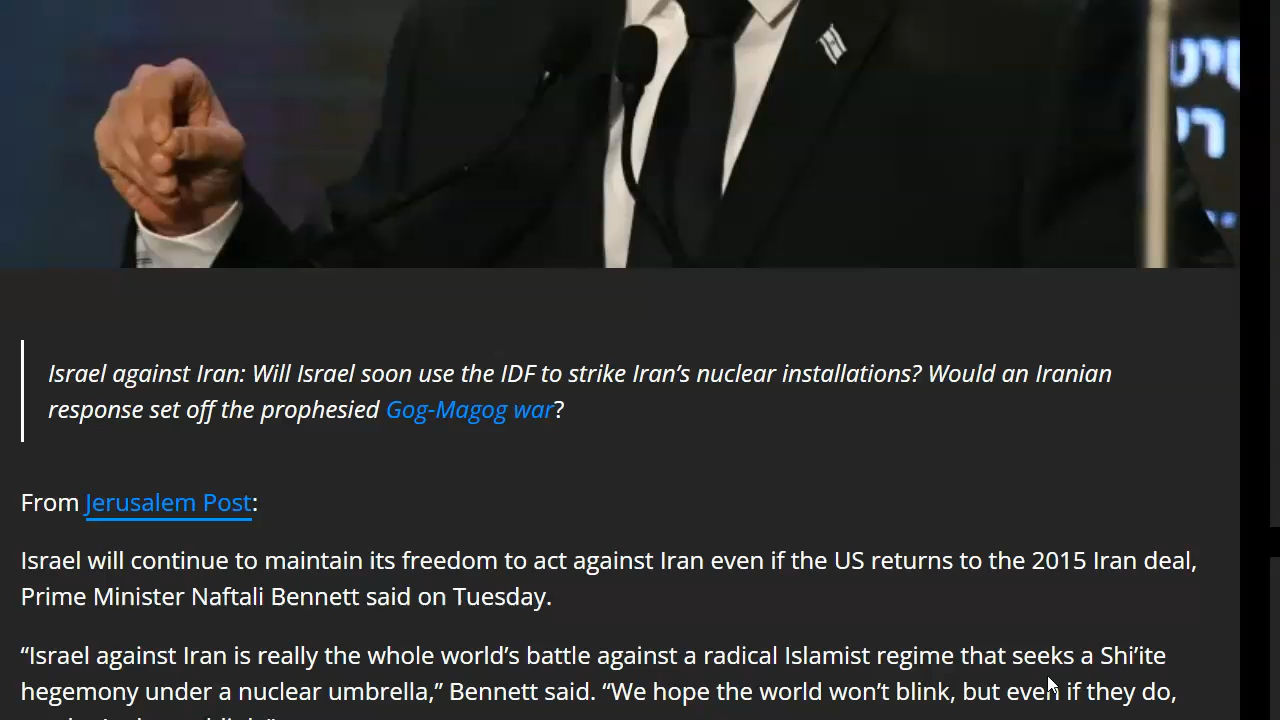 Israel against Iran: Will Israel soon use the IDF to strike Iran’s nuclear installations? Would an Iranian
response set off the prophesied Gog-Magog war?
From Jerusalem Post:
Israel will continue to maintain its freedom to act against Iran even if the US returns to the 2015 Iran deal,
Prime Minister Naftali Bennett said on Tuesday.
“Israel against Iran is really the whole world’s battle against a radical Islamist regime that seeks a Shi’ite
hegemony under a nuclear umbrella,” Bennett said. “We hope the world won’t blink, but even if they do,